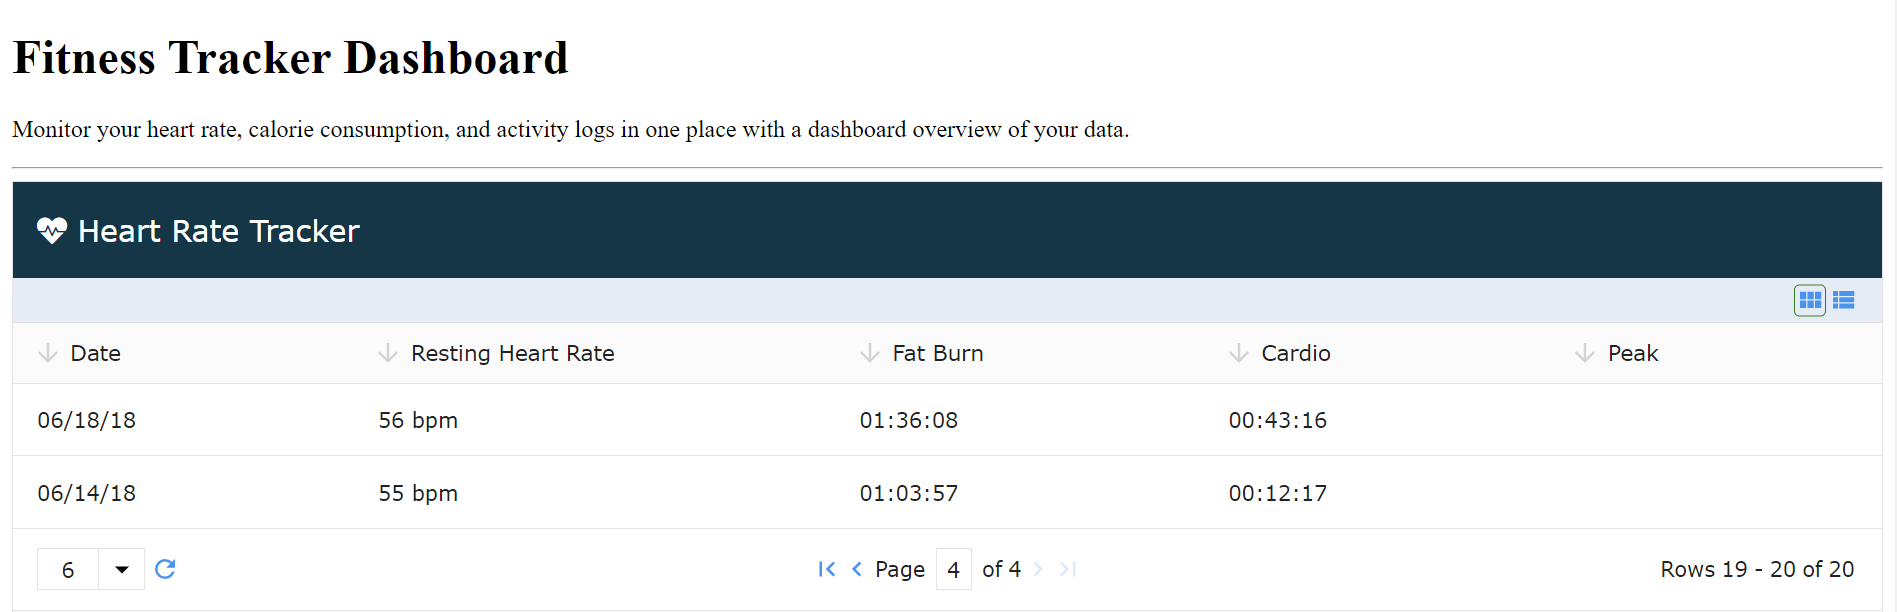 Fitness Tracker Dashboard
Monitor your heart rate, calorie consumption, and activity logs in one place with a dashboard overview of your data.
Heart Rate Tracker
Date Resting Heart Rate Fat Burn Cardio Peak
06/18/18 56 bpm 01:36:08 00:43:16
06/14/18 55 bpm 01:03:57 00:12:17
6 Page 4 of 4 Rows 19 - 20 of 20